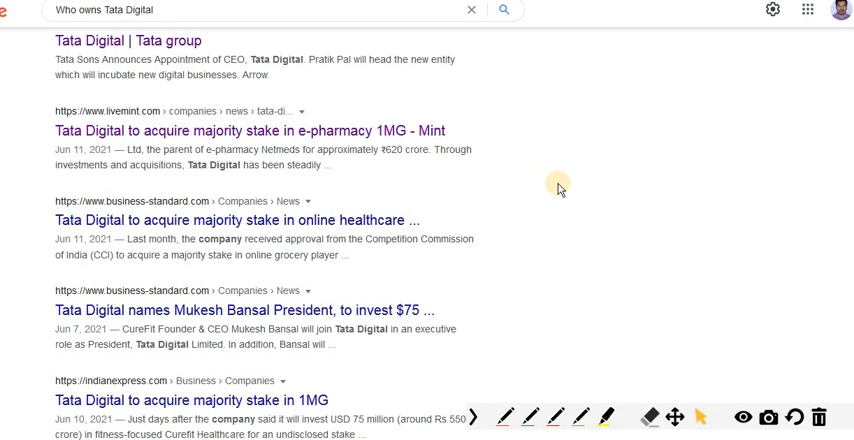 Who owns Tata Digital
Tata Digital | Tata group
Tata Sons Announces Appointment of CEO, Tata Digital. Pratik Pal will head the new entity
which will incubate new digital businesses. Arrow.
https://www.livemint.com › companies › news › tata-di...
Tata Digital to acquire majority stake in e-pharmacy 1MG - Mint
Jun 11, 2021 — Ltd, the parent of e-pharmacy Netmeds for approximately ₹620 crore. Through
investments and acquisitions, Tata Digital has been steadily ...
https://www.business-standard.com › Companies › News
Tata Digital to acquire majority stake in online healthcare ...
Jun 11, 2021 — Last month, the company received approval from the Competition Commission
of India (CCI) to acquire a majority stake in online grocery player ...
https://www.business-standard.com › Companies › News
Tata Digital names Mukesh Bansal President, to invest $75 ...
Jun 7, 2021 — CureFit Founder & CEO Mukesh Bansal will join Tata Digital in an executive
role as President, Tata Digital Limited. In addition, Bansal will ...
https://indianexpress.com › Business › Companies
Tata Digital to acquire majority stake in 1MG
Jun 10, 2021 — Just days after the company said it will invest USD 75 million (around Rs 550
crore) in fitness-focused Curefit Healthcare for an undisclosed stake ...